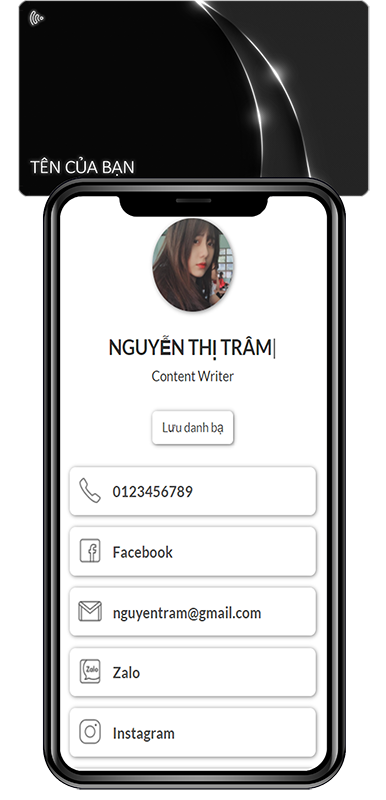 TÊN CỦA BẠN
NGUYỄN THỊ TRÂM
Content Writer
Lưu danh bạ
0123456789
Facebook
nguyentram@gmail.com
Zalo
Zalo
Instagram